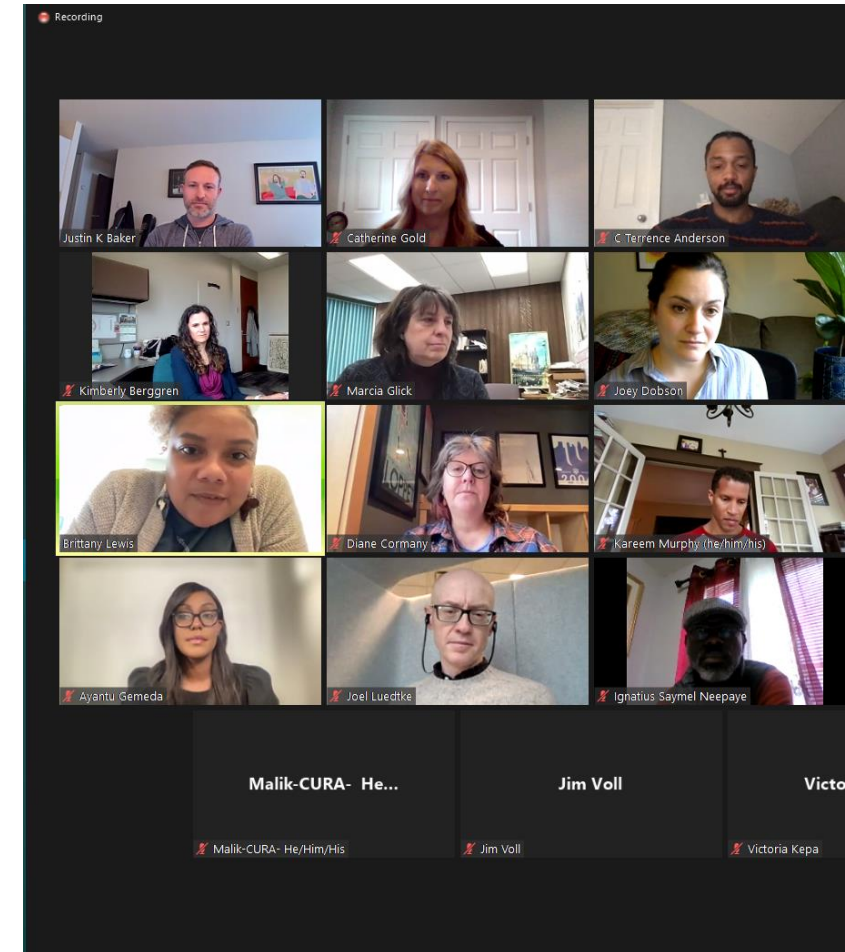 Recording
Justin K Baker
Catherine Gold
C Terrence Anderson
Kimberly Berggren
Marcia Glick
Joey Dobson
Brittany Lewis
Diane Cormany
Kareem Murphy (he/him/his)
Ayantu Gemeda
Joel Luedtke
Ignatius Saymel Neepaye
Malik-CURA- He...
Jim Voll
Victo
Malik-CURA- He/Him/His
Jim Voll
Victoria Kepa